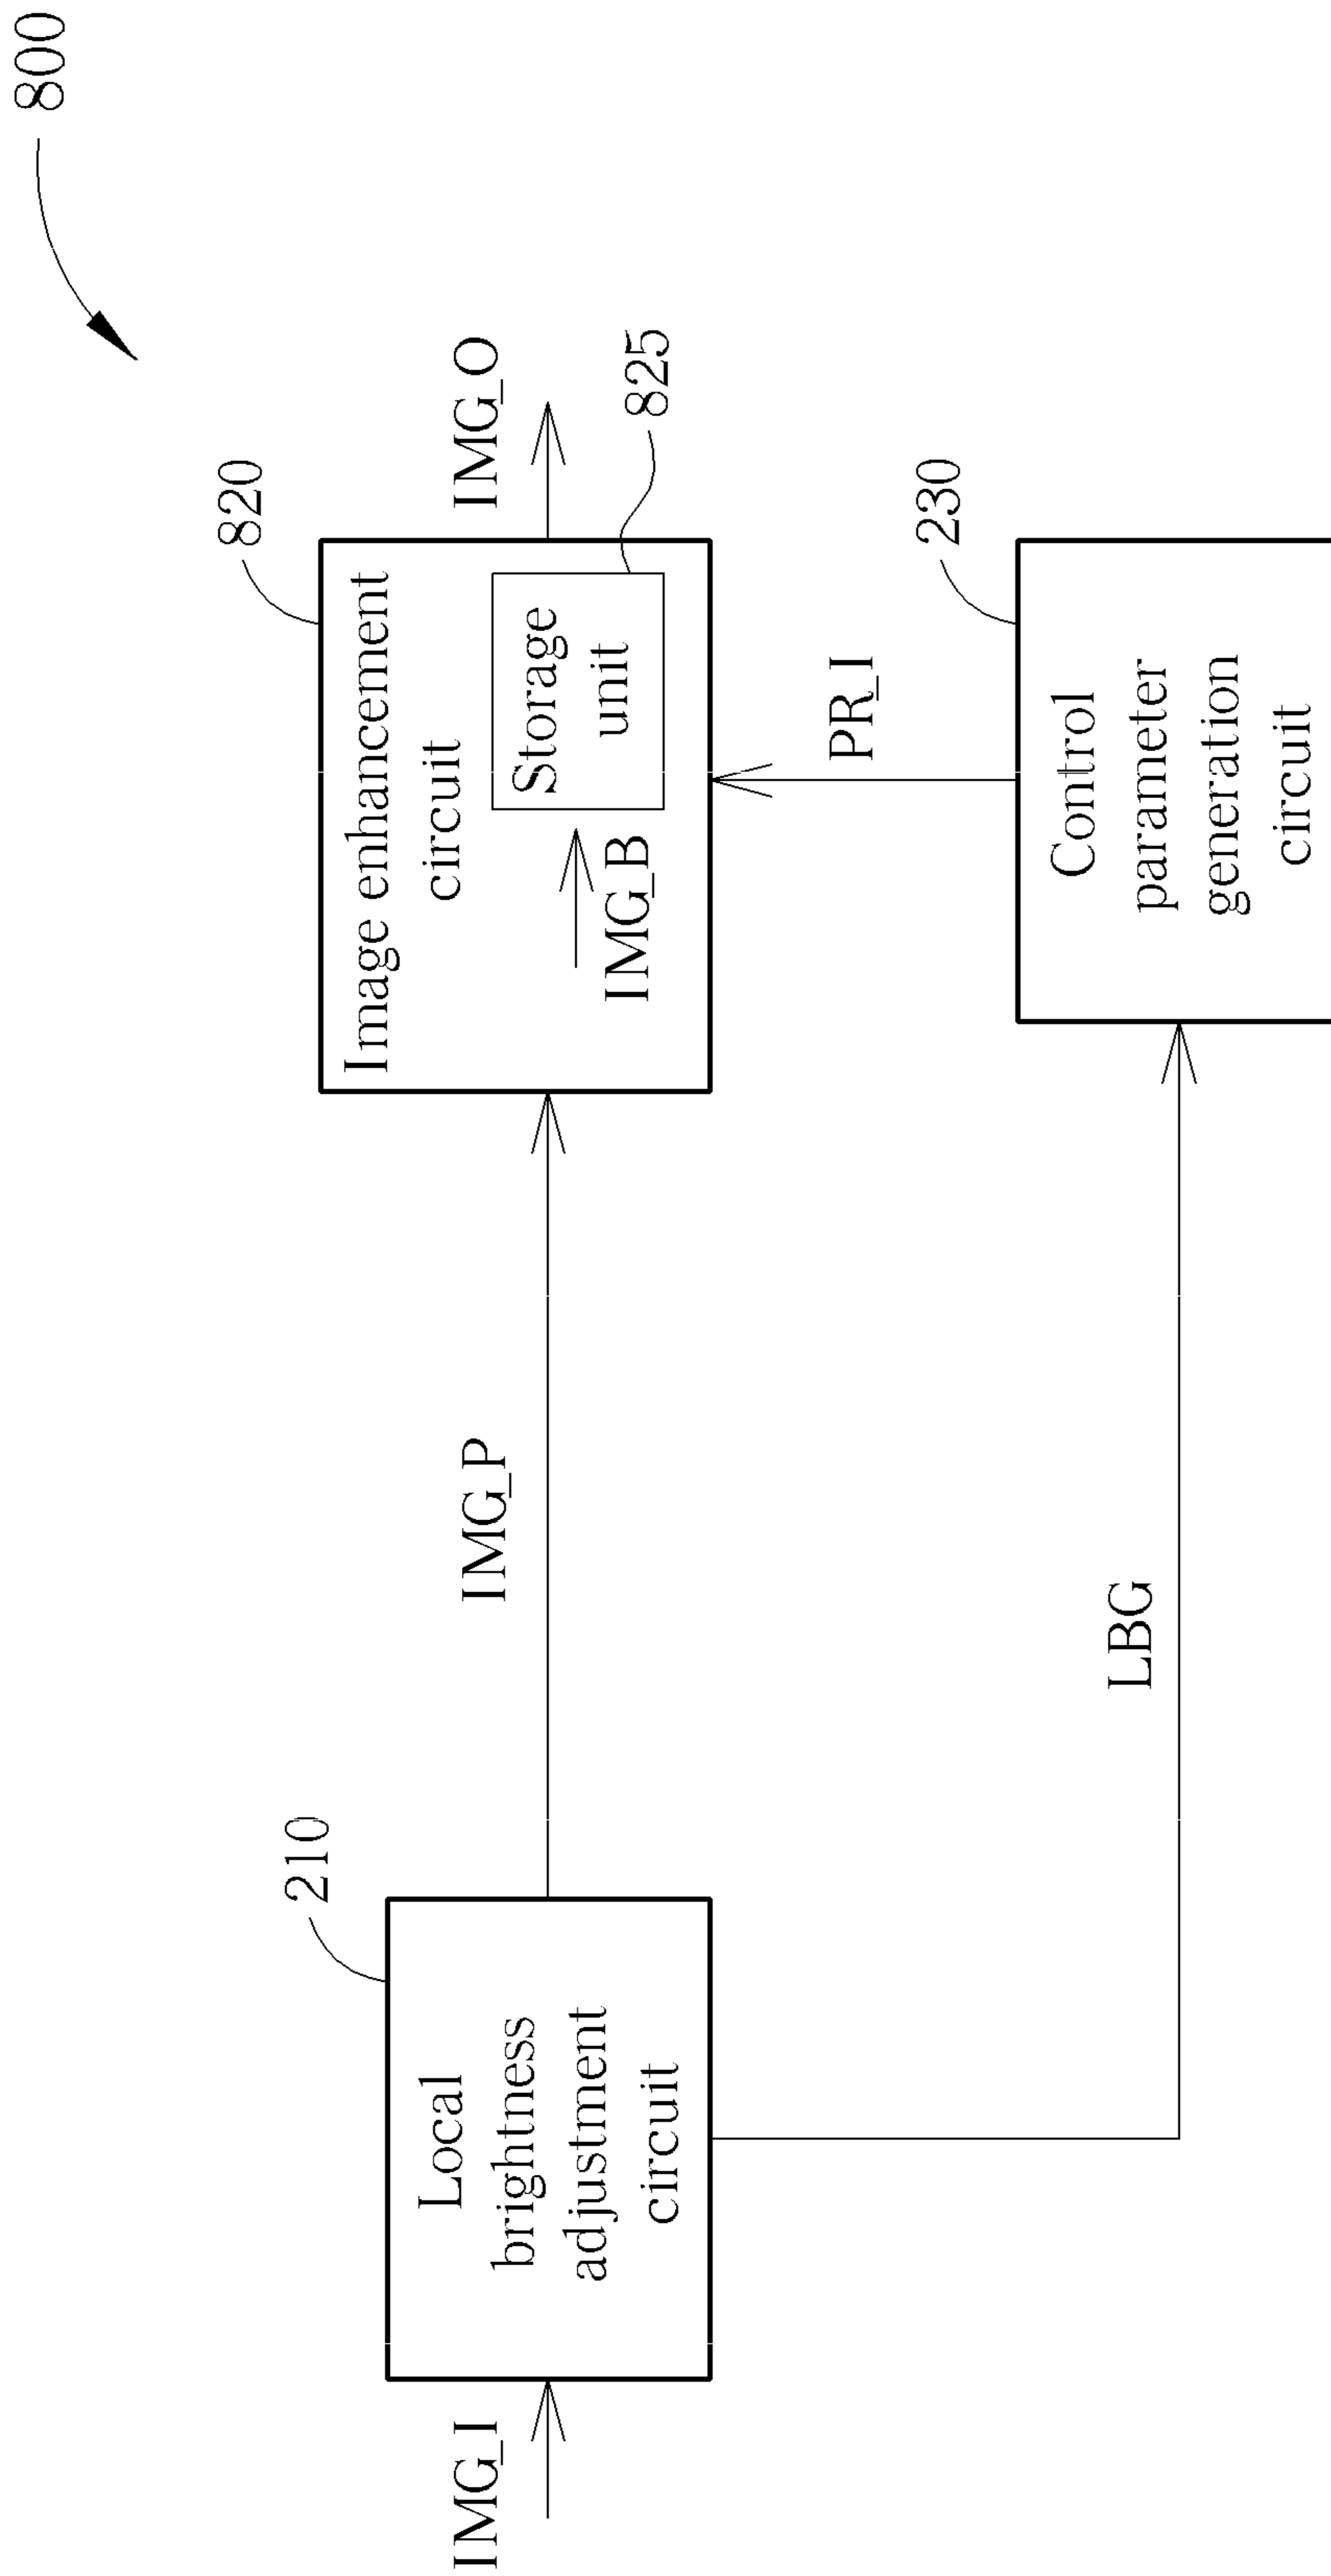 800
820
Image enhancement
circuit
IMG_O
Storage
unit
825
IMG_B
210
Local
brightness
adjustment
circuit
IMG_I
IMG_P
PR_I
230
Control
parameter
generation
circuit
LBG